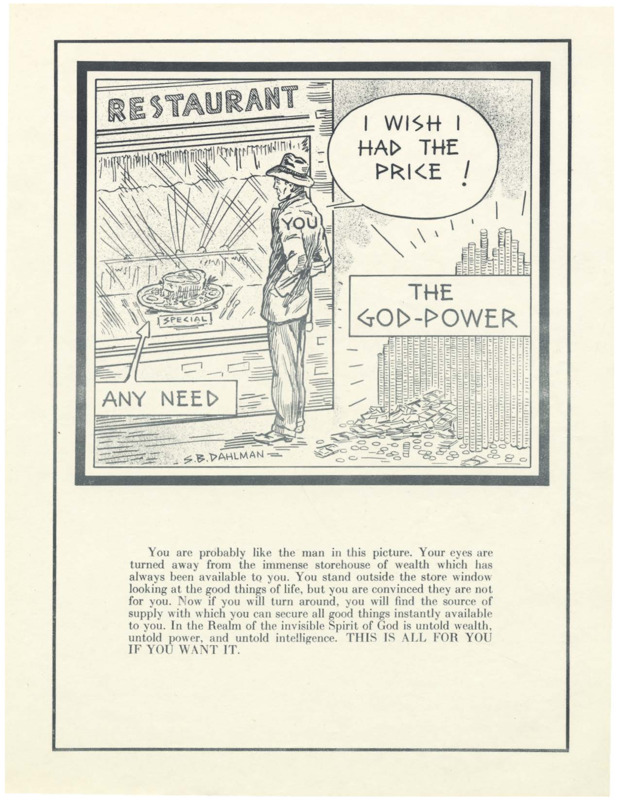 RESTAURANT
I WISH I
HAD THE
PRICE !
YOU
THE
GOD-POWER
SPECIAL
ANY NEED
S.B. DAHLMAN
You are probably like the man in this picture. Your eyes are
turned away from the immense storehouse of wealth which has
always been available to you. You stand outside the store window
looking at the good things of life, but you are convinced they are not
for you. Now if you will turn around, you will find the source of
supply with which you can secure all good things instantly available
to you. In the Realm of the invisible Spirit of God is untold wealth,
untold power, and untold intelligence. THIS IS ALL FOR YOU
IF YOU WANT IT.